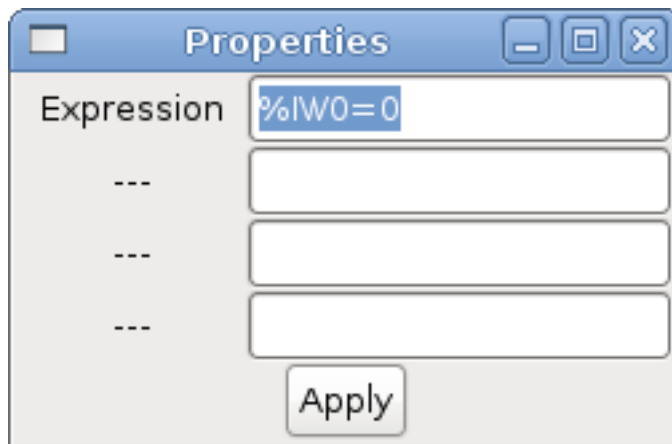 Properties
Expression %IW0=0
---
---
---
Apply